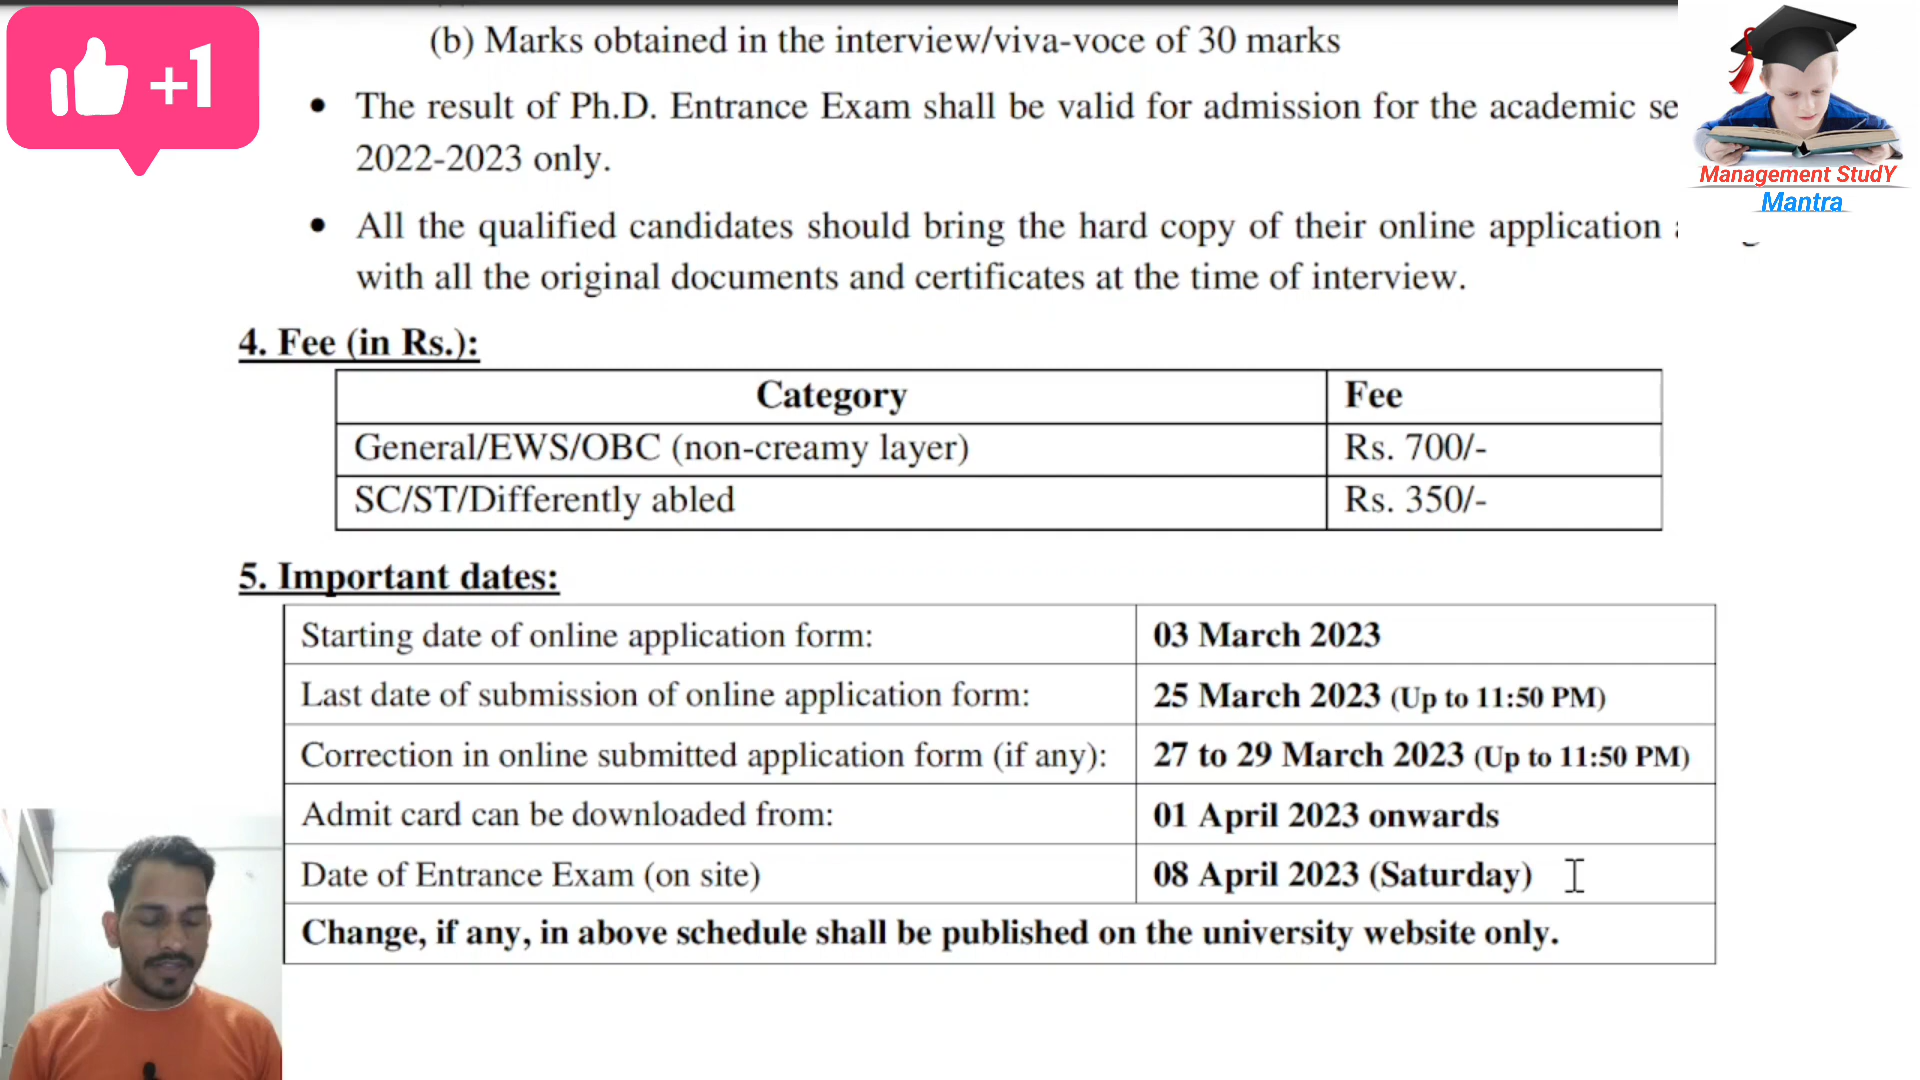 +1
(b) Marks obtained in the interview/viva-voce of 30 marks
• The result of Ph.D. Entrance Exam shall be valid for admission for the academic
2022-2023 only.
• All the qualified candidates should bring the hard copy of their online application
with all the original documents and certificates at the time of interview.
Management StudY
Mantra
4. Fee (in Rs.):
Category Fee
General/EWS/OBC (non-creamy layer) Rs. 700/-
SC/ST/Differently abled Rs. 350/-
5. Important dates:
Starting date of online application form: 03 March 2023
Last date of submission of online application form: 25 March 2023 (Up to 11:50 PM)
Correction in online submitted application form (if any): 27 to 29 March 2023 (Up to 11:50 PM)
Admit card can be downloaded from: 01 April 2023 onwards
Date of Entrance Exam (on site) 08 April 2023 (Saturday)
Change, if any, in above schedule shall be published on the university website only.